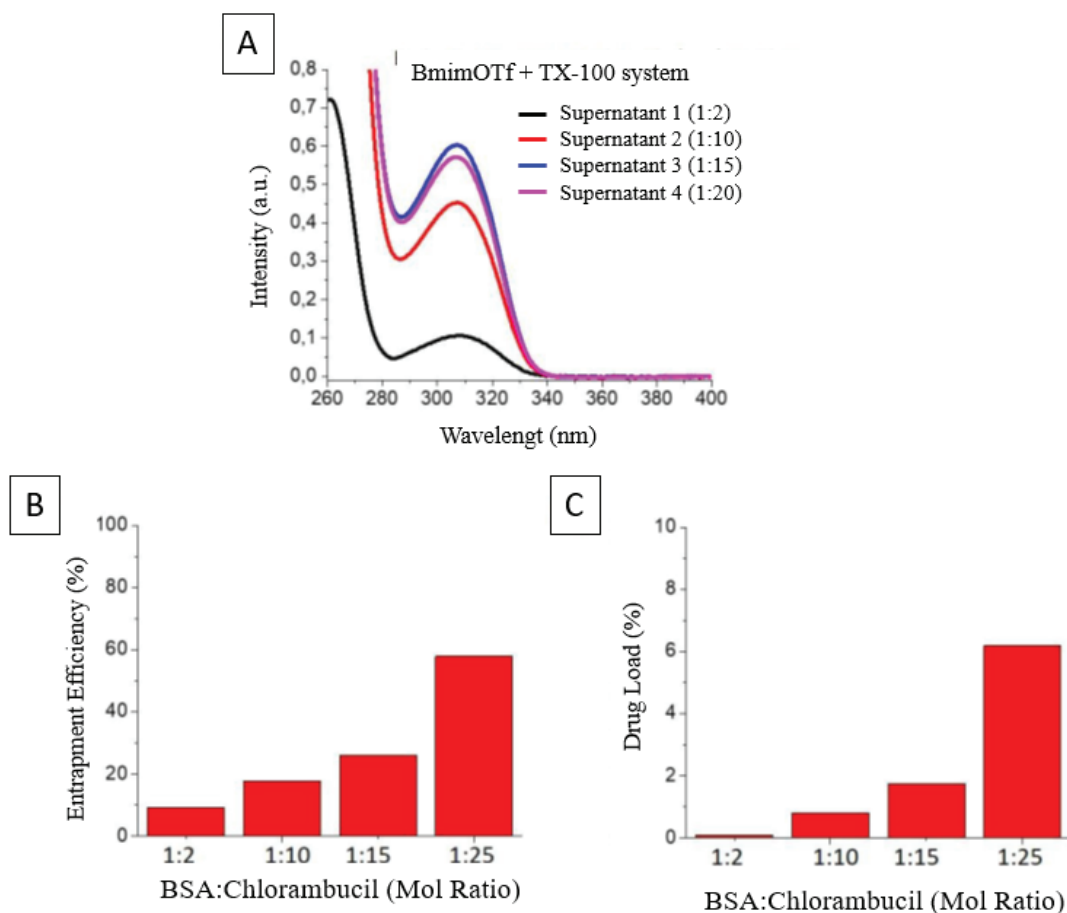 A
BmimOTf + TX-100 system
Supernatant 1 (1:2)
Supernatant 2 (1:10)
Supernatant 3 (1:15)
Supernatant 4 (1:20)
Intensity (a.u.)
0,8
0,7
0,6
0,5
0,4
0,3
0,2
0,1
0,0
260 280 300 320 340 360 380 400
Wavelengt (nm)
B
Entrapment Efficiency (%)
100
80
60
40
20
0
1:2 1:10 1:15 1:25
BSA:Chlorambucil (Mol Ratio)
C
Drug Load (%)
10
8
6
4
2
0
1:2 1:10 1:15 1:25
BSA:Chlorambucil (Mol Ratio)